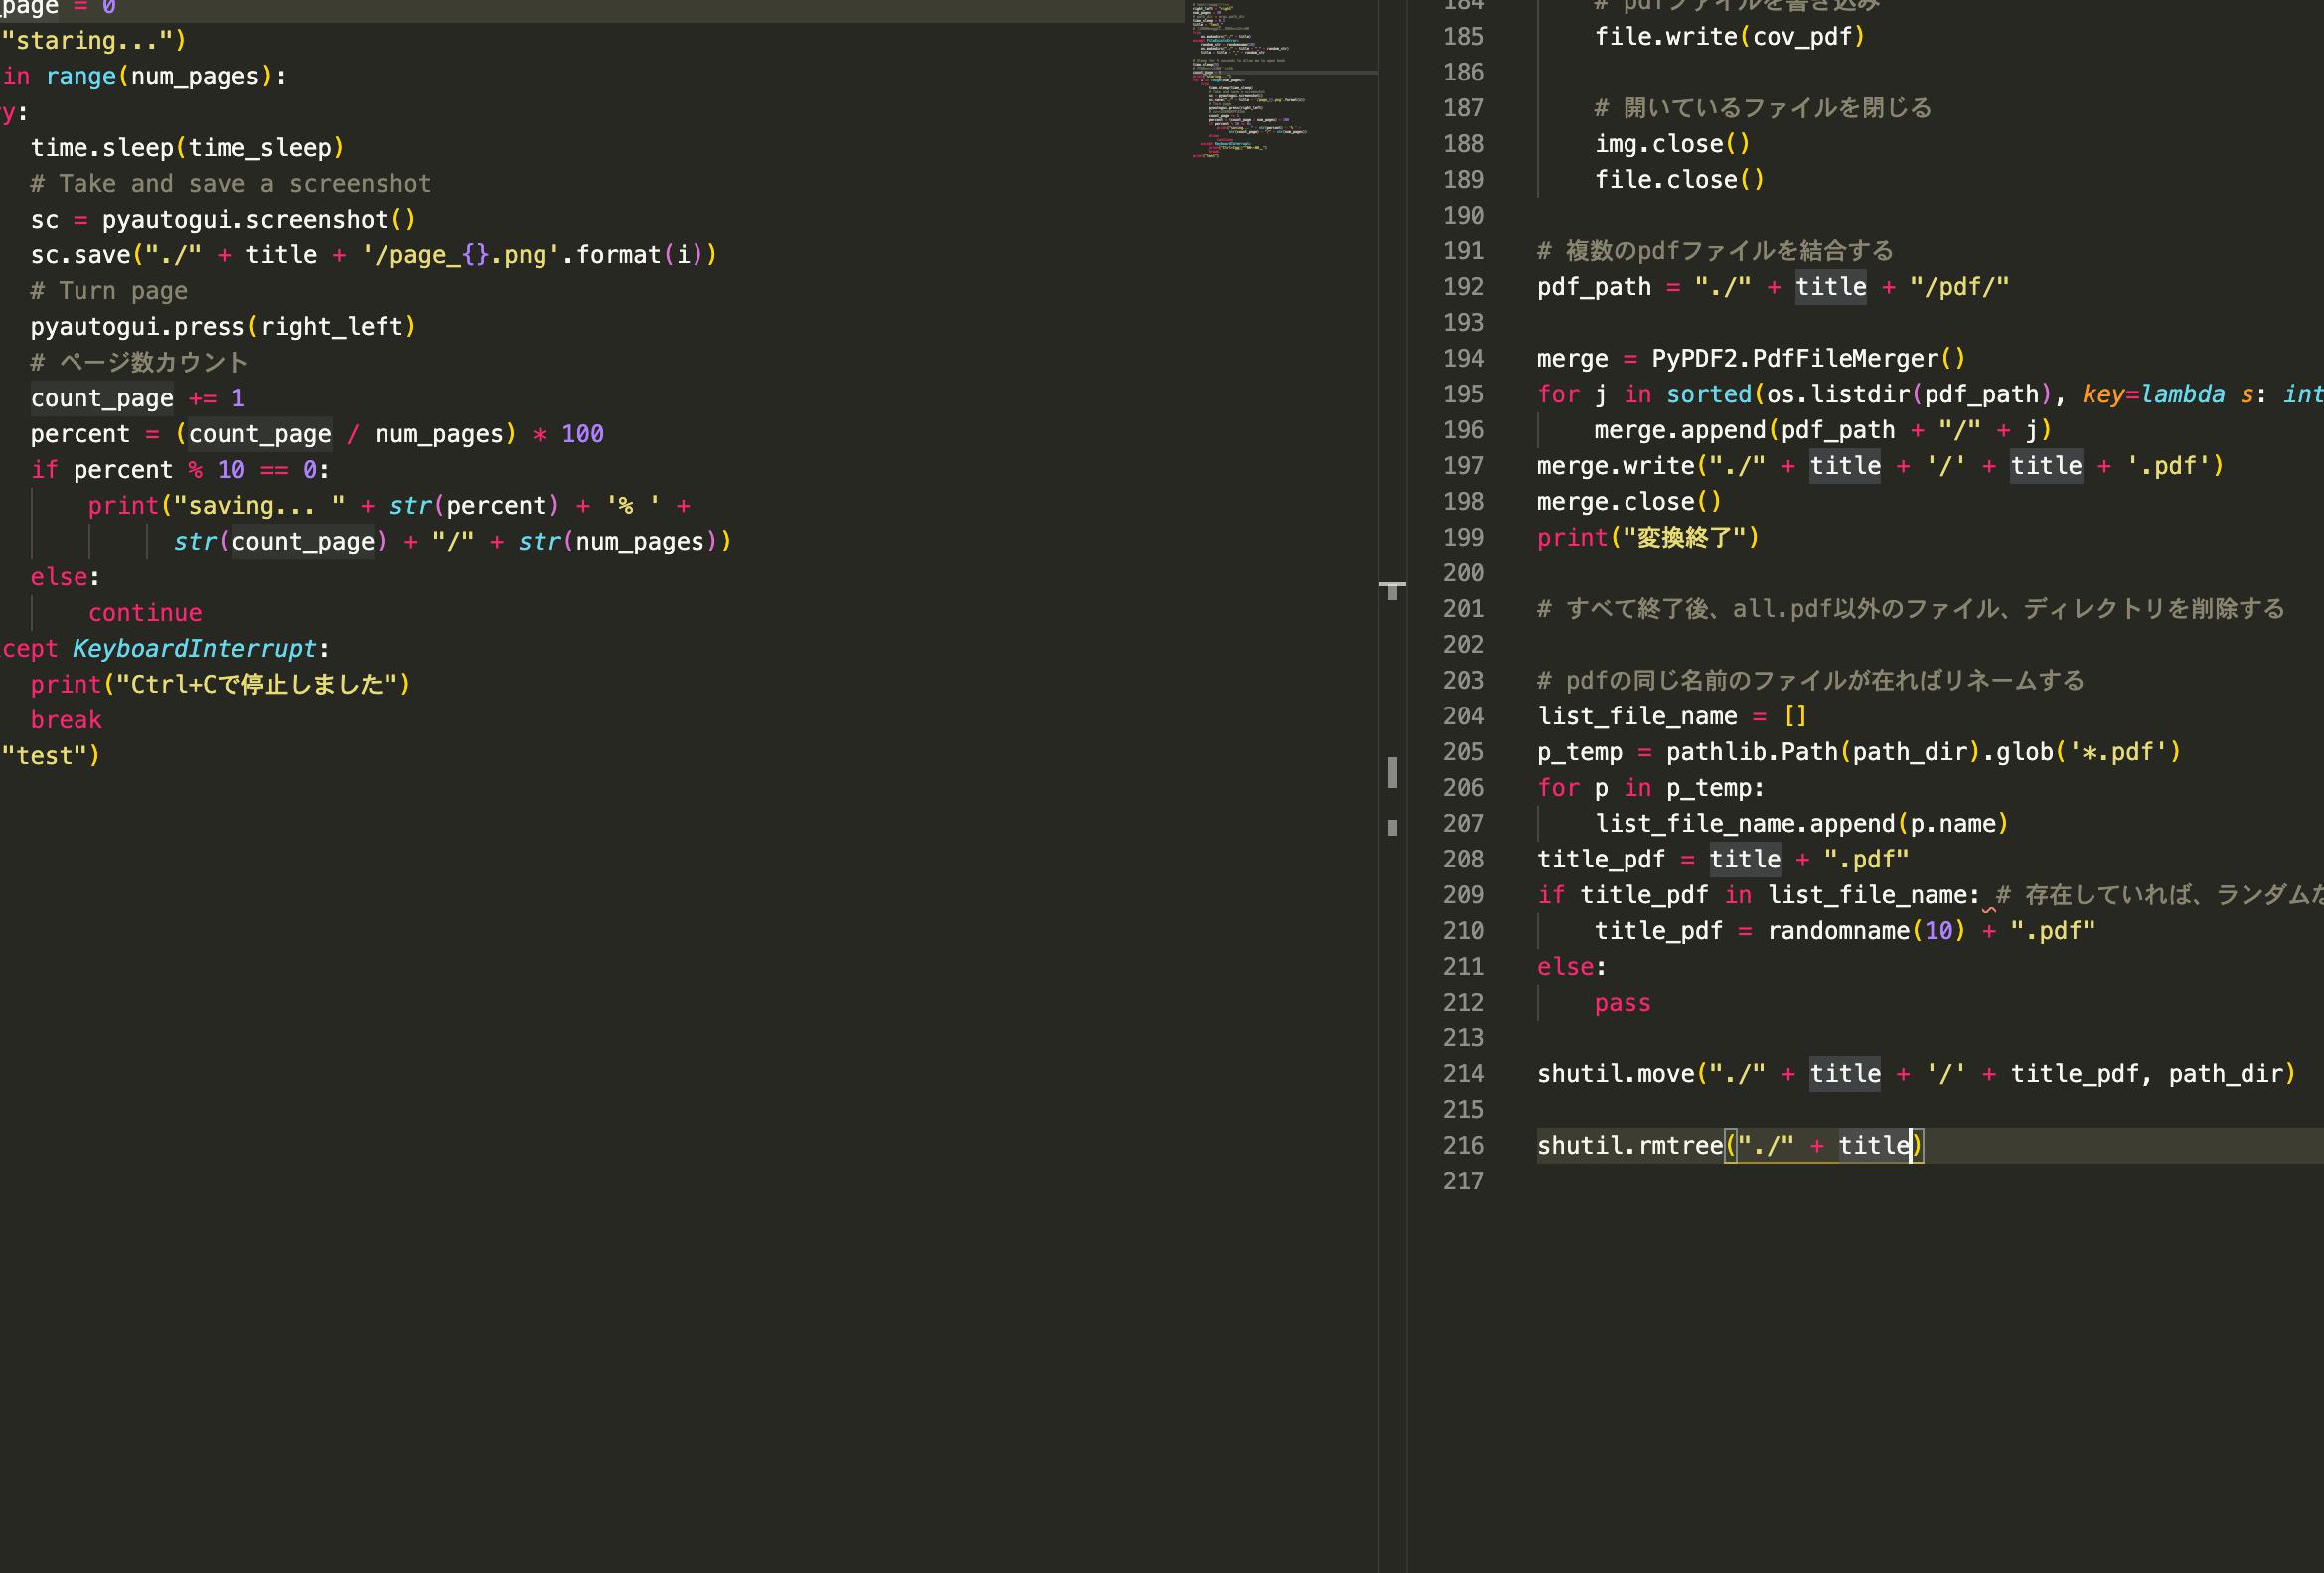 _page = 0
"staring...")
in range(num_pages):
y:
time.sleep(time_sleep)
# Take and save a screenshot
sc = pyautogui.screenshot()
sc.save("./" + title + '/page_{}.png'.format(i))
# Turn page
pyautogui.press(right_left)
# ページ数カウント
count_page += 1
percent = (count_page / num_pages) * 100
if percent % 10 == 0:
print("saving... " + str(percent) + '% ' +
str(count_page) + "/" + str(num_pages))
else:
continue
cept KeyboardInterrupt:
print("Ctrl+Cで停止しました")
break
"test")
184 # pdfファイルを書き込み
185 file.write(cov_pdf)
186
187 # 開いているファイルを閉じる
188 img.close()
189 file.close()
190
191 # 複数のpdfファイルを結合する
192 pdf_path = "./" + title + "/pdf/"
193
194 merge = PyPDF2.PdfFileMerger()
195 for j in sorted(os.listdir(pdf_path), key=lambda s: int
196 merge.append(pdf_path + "/" + j)
197 merge.write("./" + title + '/' + title + '.pdf')
198 merge.close()
199 print("変換終了")
200
201 # すべて終了後、all.pdf以外のファイル、ディレクトリを削除する
202
203 # pdfの同じ名前のファイルが在ればリネームする
204 list_file_name = []
205 p_temp = pathlib.Path(path_dir).glob('*.pdf')
206 for p in p_temp:
207 list_file_name.append(p.name)
208 title_pdf = title + ".pdf"
209 if title_pdf in list_file_name: # 存在していれば、ランダムな
210 title_pdf = randomname(10) + ".pdf"
211 else:
212 pass
213
214 shutil.move("./" + title + '/' + title_pdf, path_dir)
215
216 shutil.rmtree("./" + title)
217